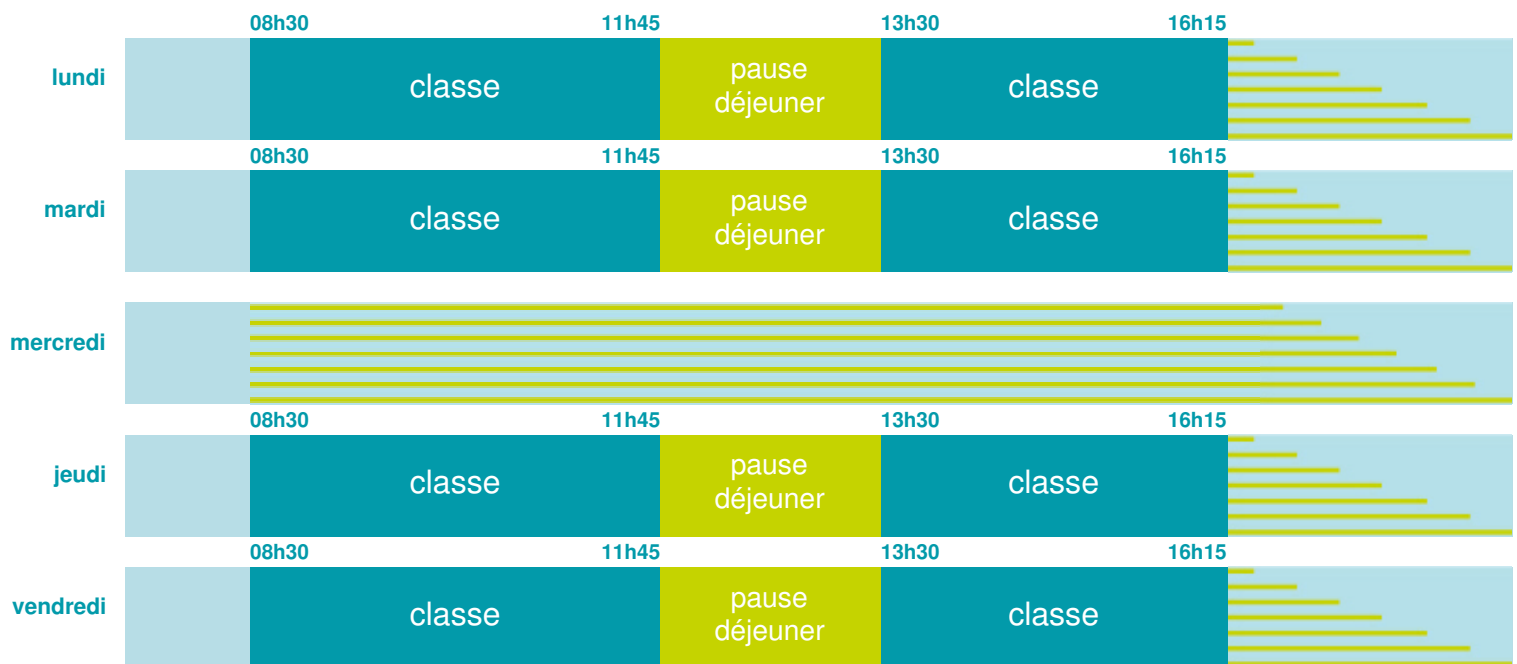 08h30 11h45 13h30 16h15
lundi
classe
pause
déjeuner
classe
08h30 11h45 13h30 16h15
mardi
classe
pause
déjeuner
classe
mercredi
08h30 11h45 13h30 16h15
jeudi
classe
pause
déjeuner
classe
08h30 11h45 13h30 16h15
vendredi
classe
pause
déjeuner
classe